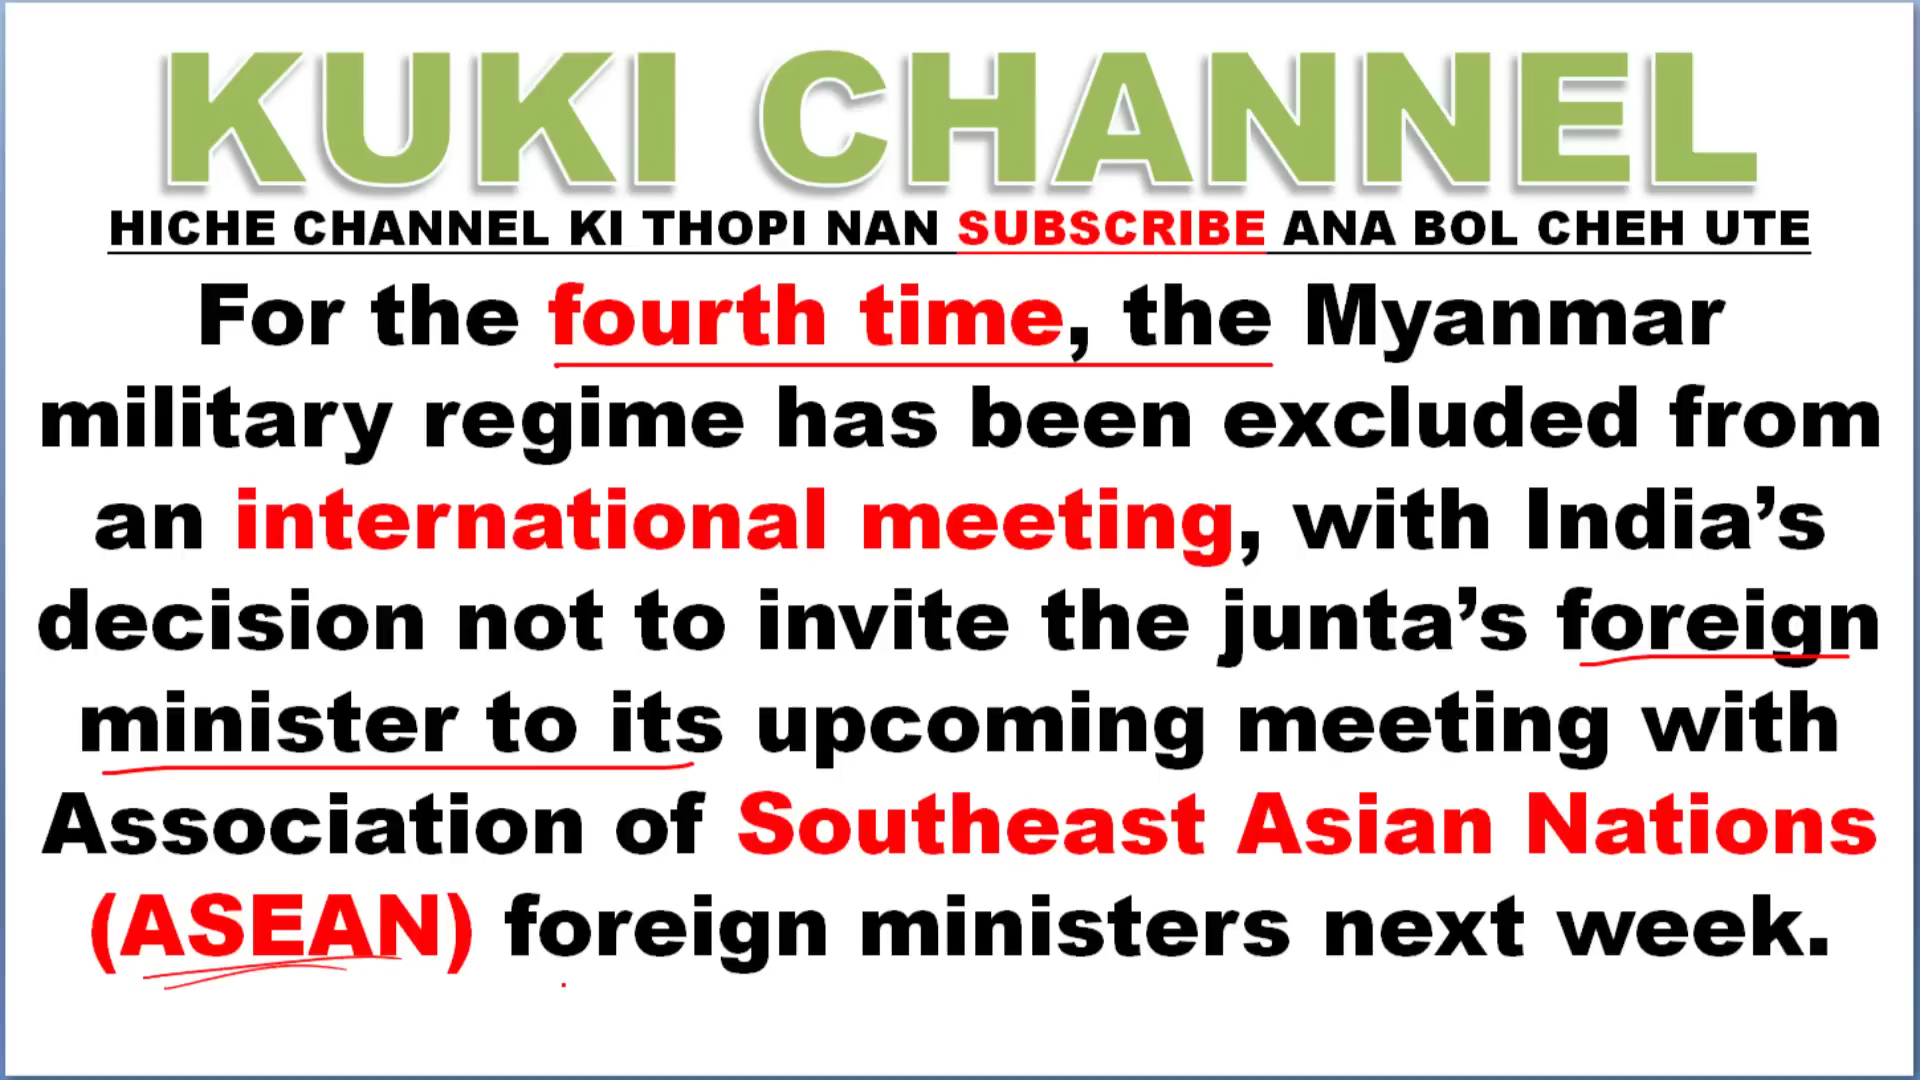 KUKI CHANNEL
HICHE CHANNEL KI THOPI NAN SUBSCRIBE ANA BOL CHEH UTE
For the fourth time, the Myanmar
military regime has been excluded from
an international meeting, with India’s
decision not to invite the junta’s foreign
minister to its upcoming meeting with
Association of Southeast Asian Nations
(ASEAN) foreign ministers next week.